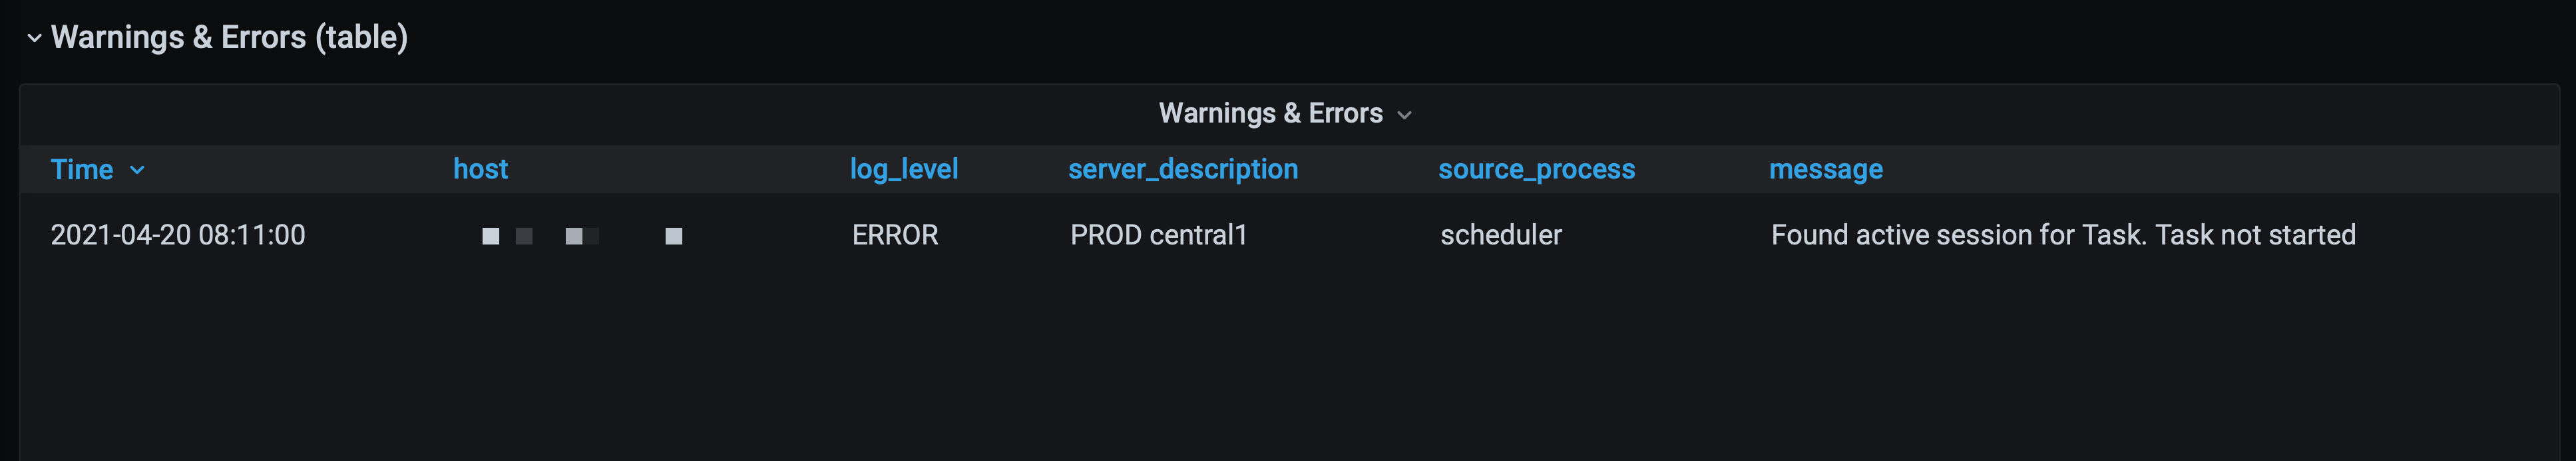 Warnings & Errors (table)
Warnings & Errors
Time host log_level server_description source_process message
2021-04-20 08:11:00 ERROR PROD central1 scheduler Found active session for Task. Task not started